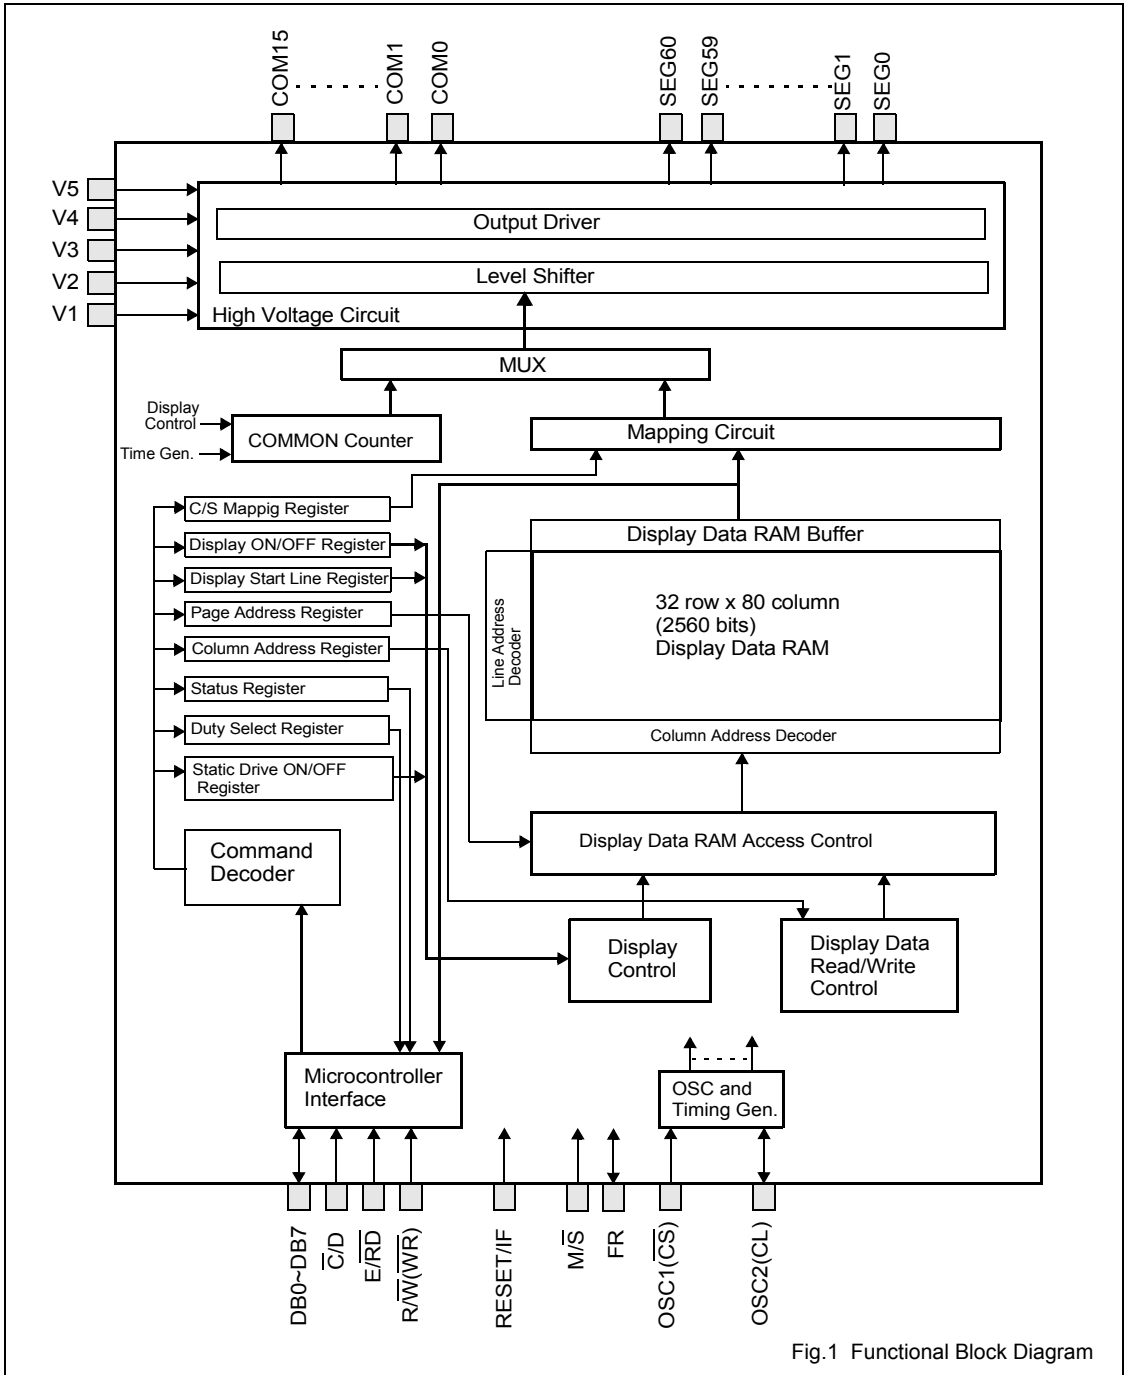 COM15
COM1
COM0
SEG60
SEG59
SEG1
SEG0
V5
V4
V3
V2
V1
Output Driver
Level Shifter
High Voltage Circuit
MUX
Display
Control
Time Gen.
COMMON Counter
Mapping Circuit
C/S Mappig Register
Display ON/OFF Register
Display Start Line Register
Page Address Register
Column Address Register
Status Register
Duty Select Register
Static Drive ON/OFF
Register
Display Data RAM Buffer
Line Address
Decoder
32 row x 80 column
(2560 bits)
Display Data RAM
Column Address Decoder
Command
Decoder
Display Data RAM Access Control
Display
Control
Display Data
Read/Write
Control
Microcontroller
Interface
OSC and
Timing Gen.
DB0~DB7
C̅/D
E/R̅D̅
R/W̅(W̅R̅)
RESET/IF
M/S̅
FR
OSC1(C̅S̅)
OSC2(CL)
Fig.1 Functional Block Diagram